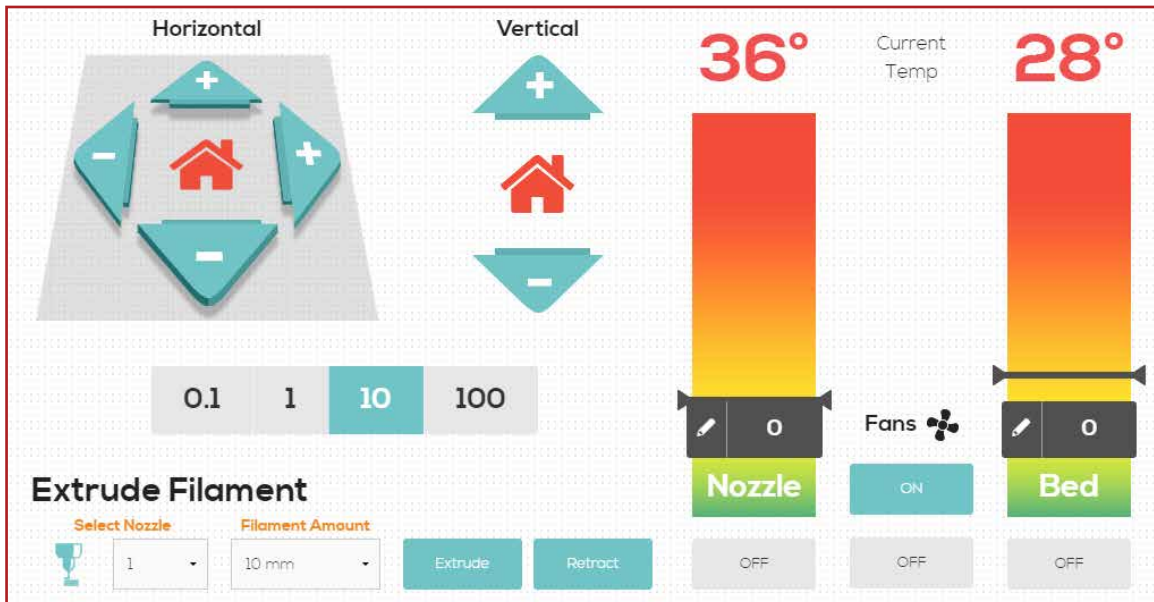 Horizontal
+
-
+
-
Vertical
+
-
0.1 1 10 100
36°
Current
Temp
28°
0
Nozzle
Fans
0
Bed
ON
OFF
OFF
OFF
Extrude Filament
Select Nozzle Filament Amount
1 10 mm Extrude Retract